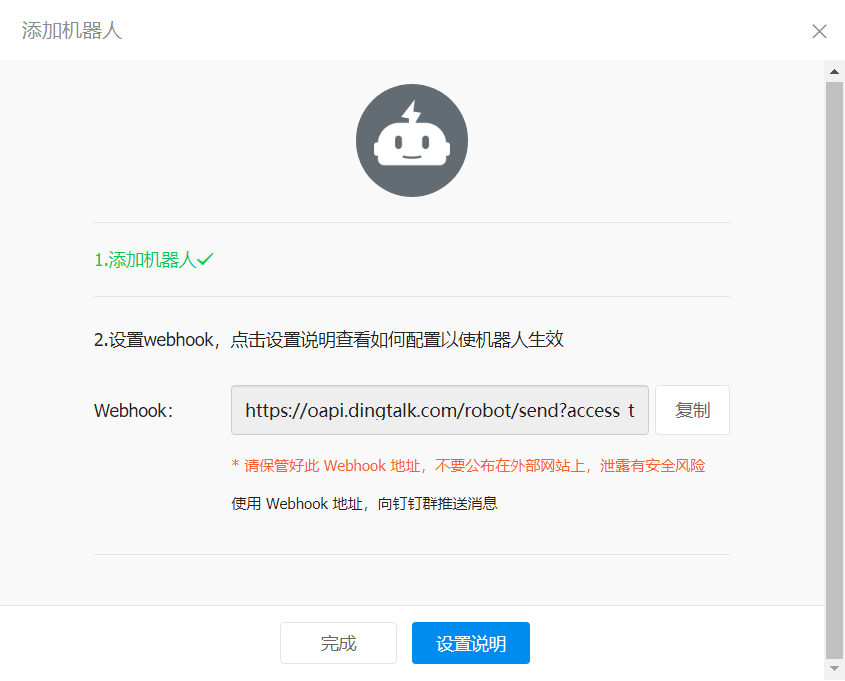 添加机器人
1.添加机器人
2.设置webhook，点击设置说明查看如何配置以使机器人生效
Webhook: https://oapi.dingtalk.com/robot/send?access_t 复制
* 请保管好此 Webhook 地址，不要公布在外部网站上，泄露有安全风险
使用 Webhook 地址，向钉钉群推送消息
完成 设置说明